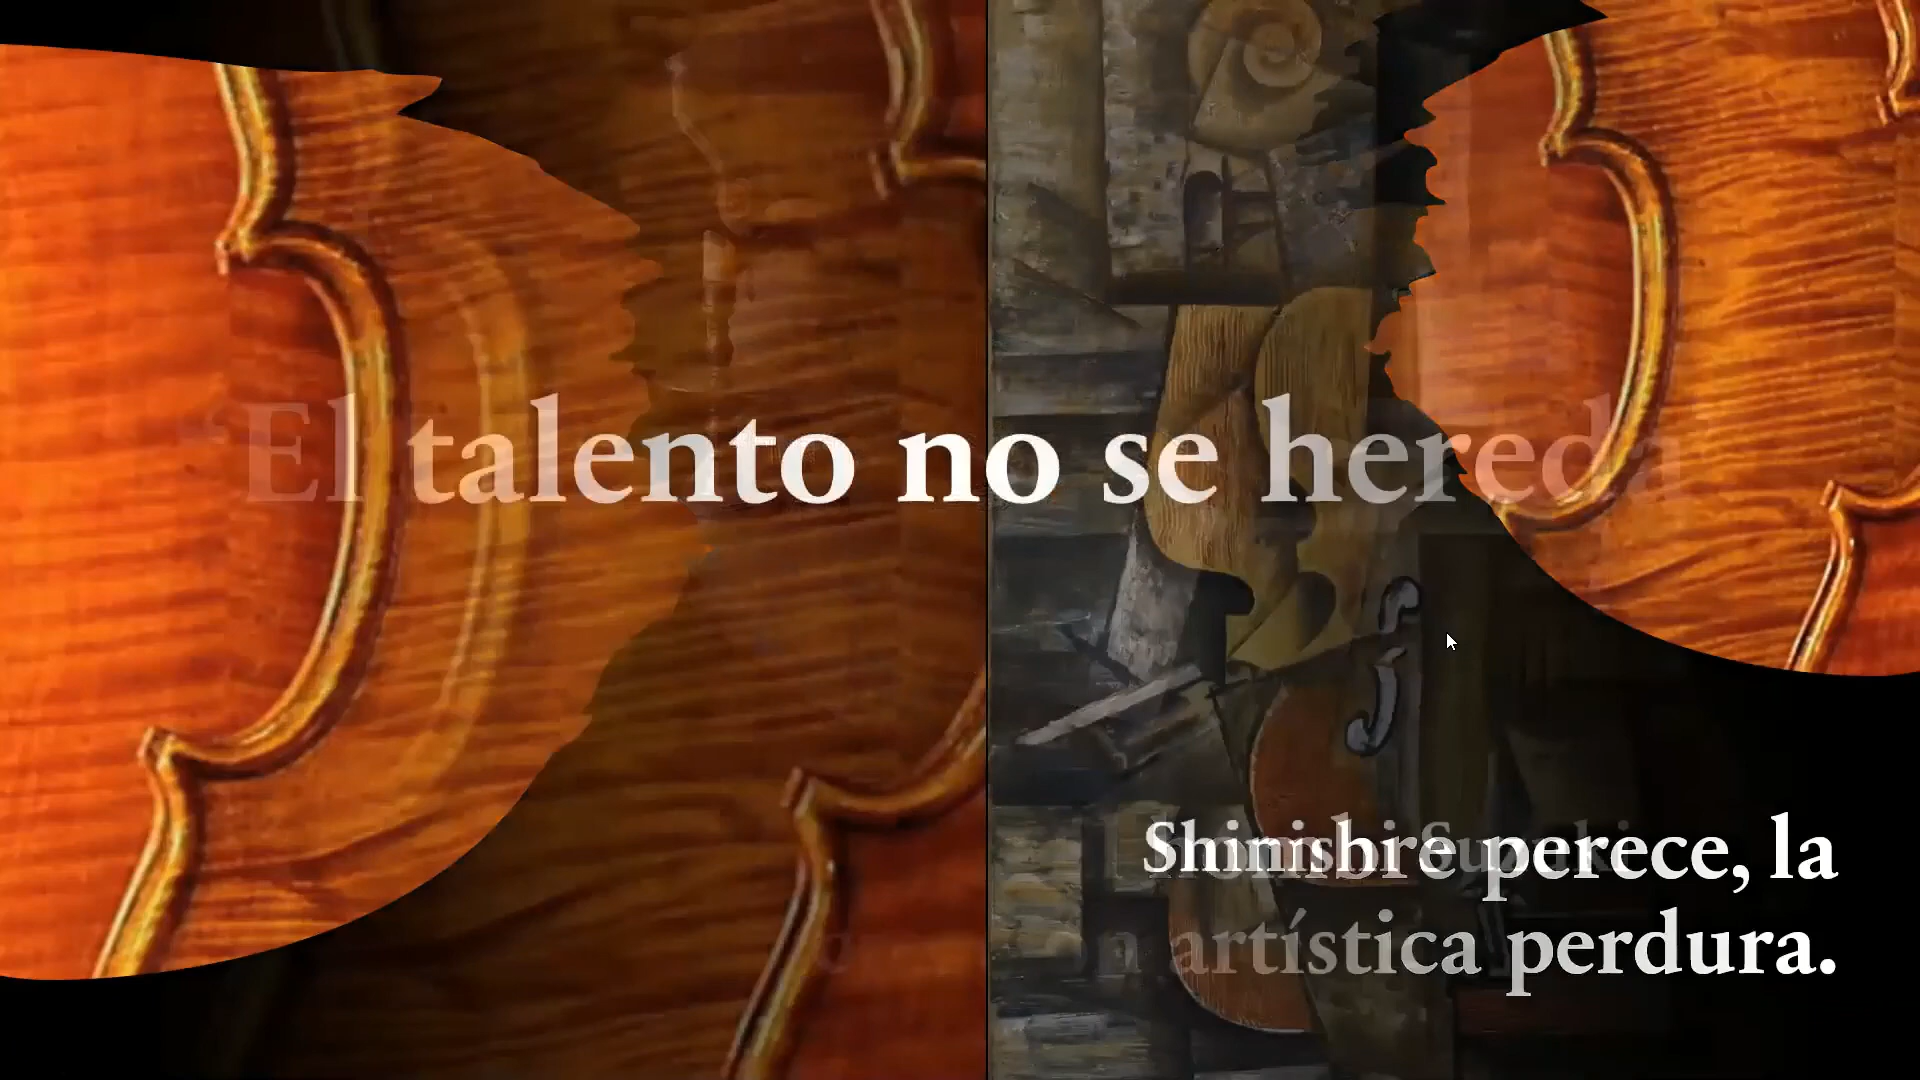 “El talento no se hereda”
perece, la
artística perdura.